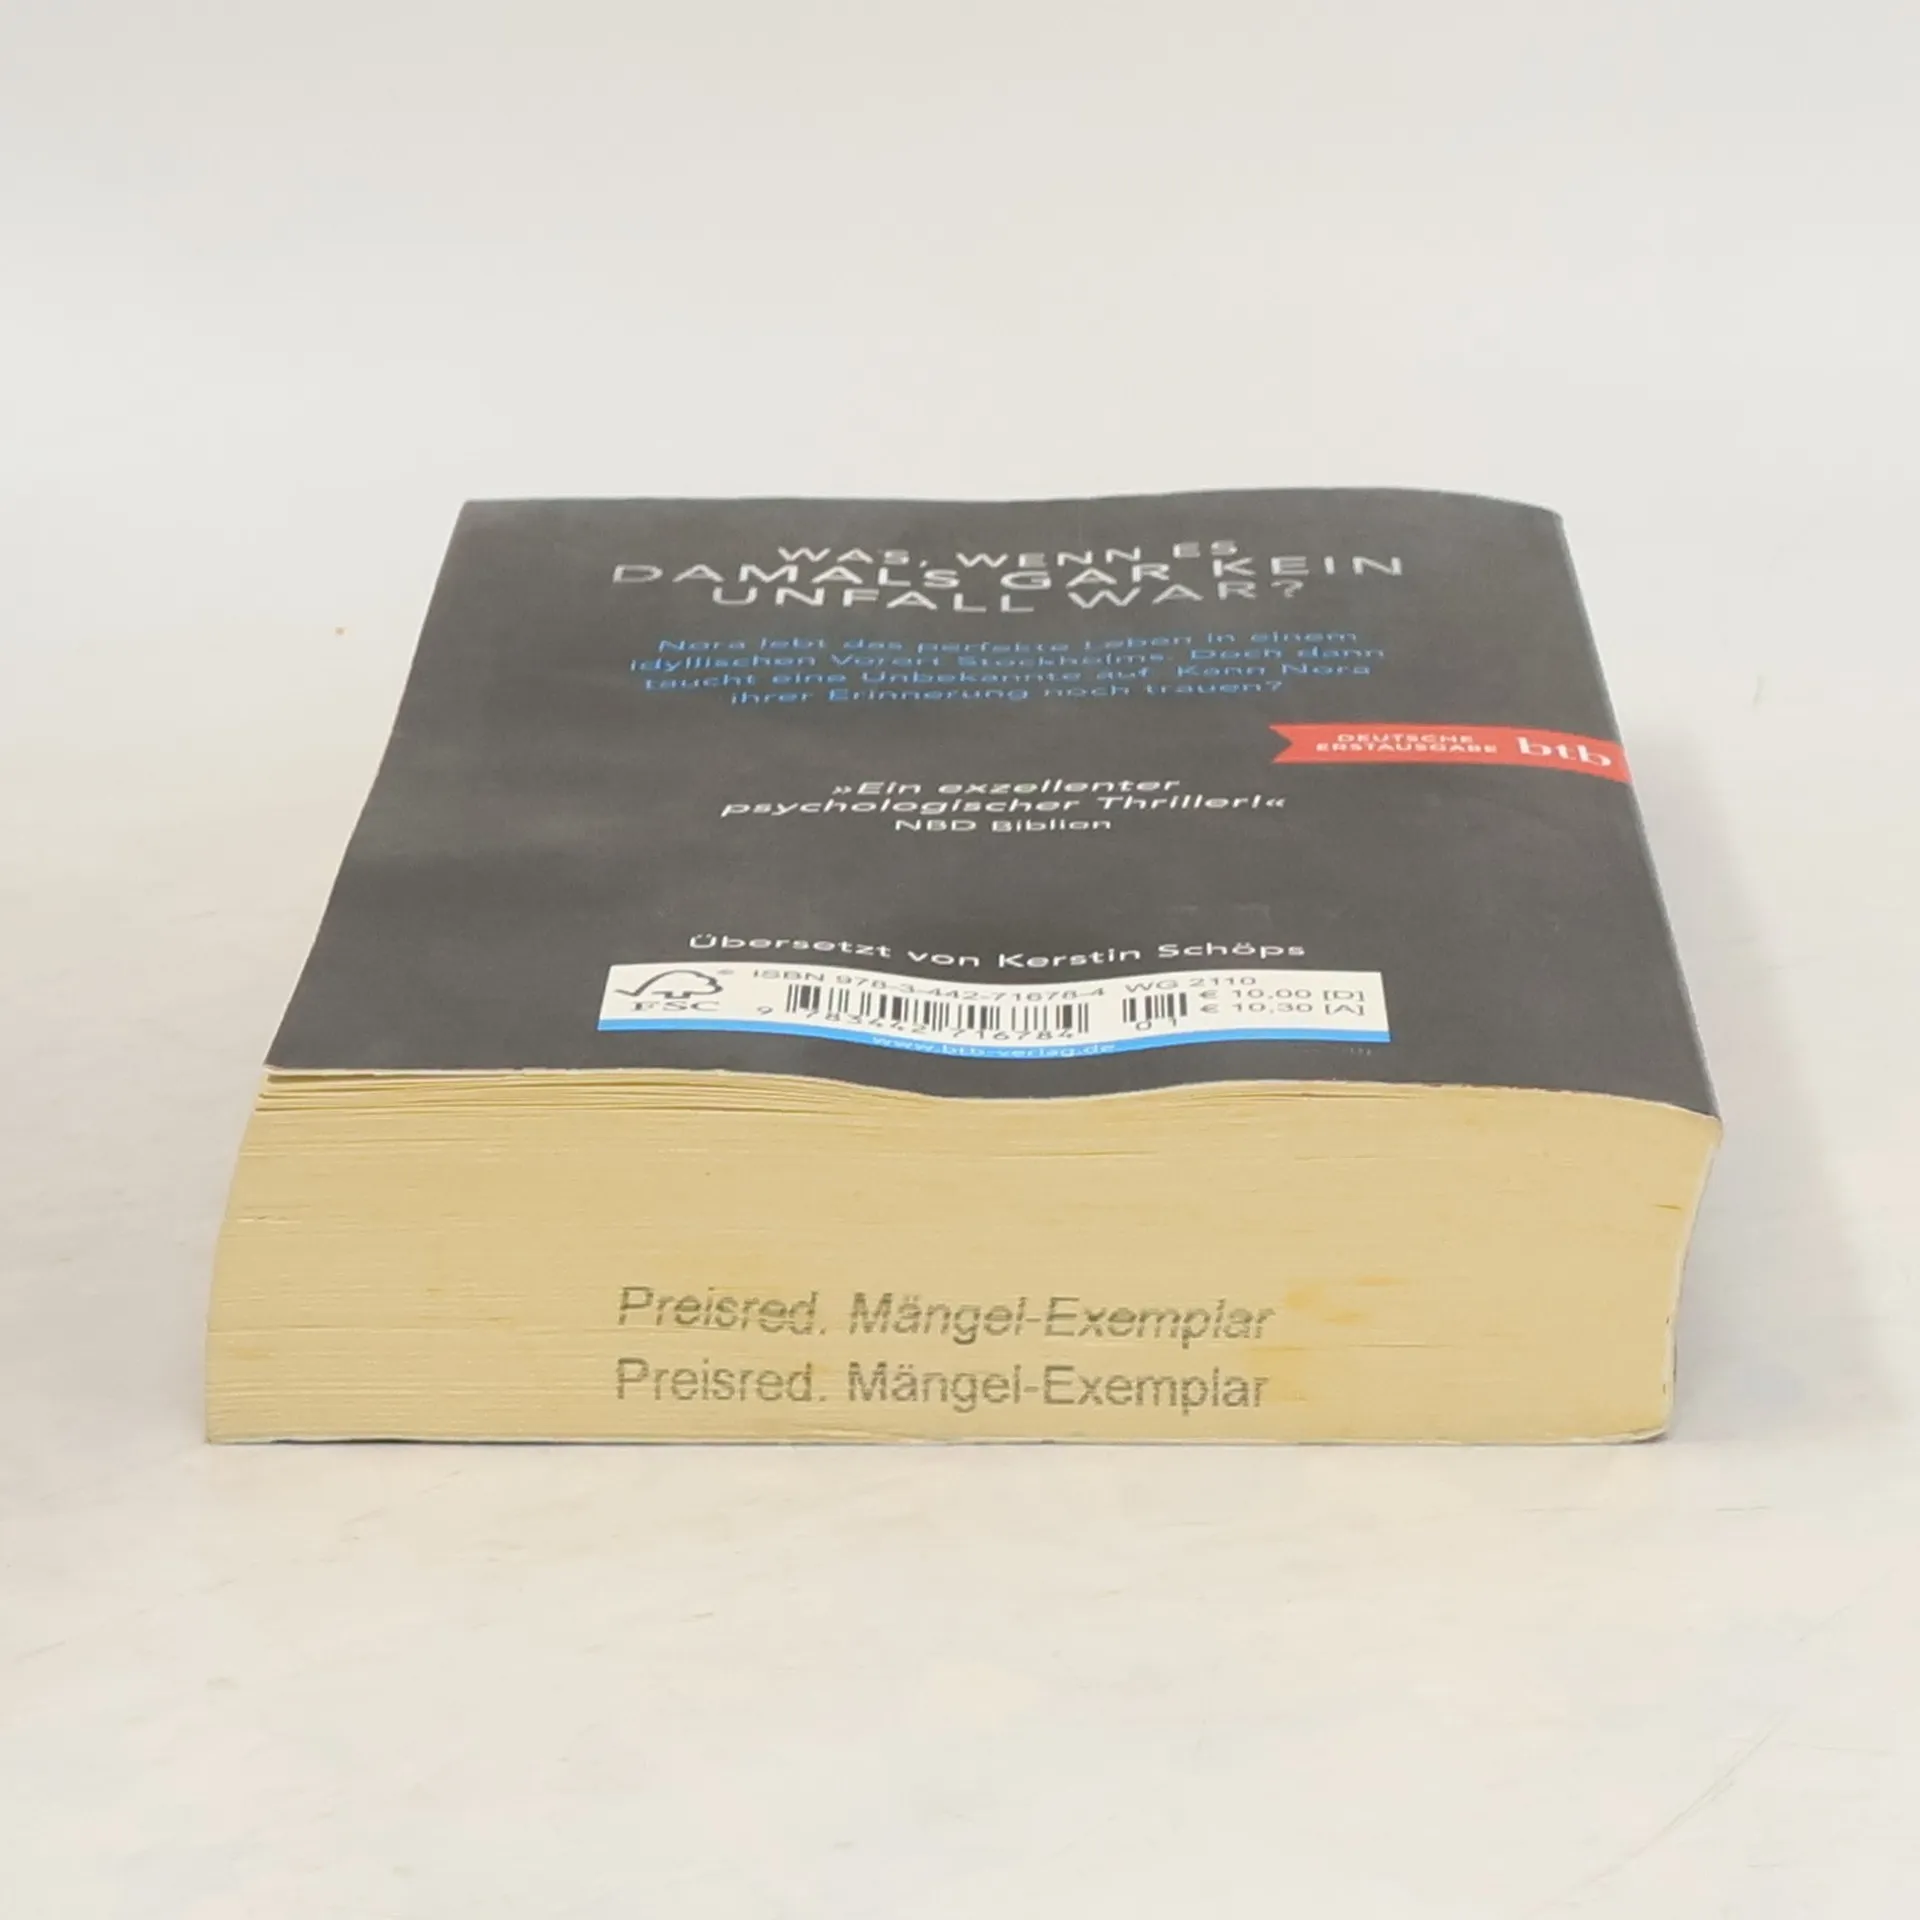 WAS, WENN ES
DAMALS GAR KEIN
UNFALL WAR?
Nora lebt das perfekte Leben in einem
idyllischen Vorort Stockholms. Doch dann
taucht eine Unbekannte auf. Kann Nora
ihrer Erinnerung noch trauen?
DEUTSCHE
ERSTAUSGABE
btb
»Ein exzellenter
psychologischer Thriller!«
NBD Biblion
Übersetzt von Kerstin Schöps
FSC®
ISBN 978-3-442-71678-4 WG 2110
€ 10,00 [D]
€ 10,30 [A]
9 783442 716784
01
www.btb-verlag.de
Preisred. Mängel-Exemplar
Preisred. Mängel-Exemplar